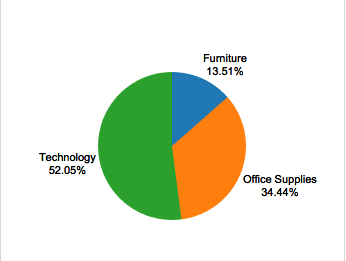 Furniture
13.51%
Technology
52.05%
Office Supplies
34.44%